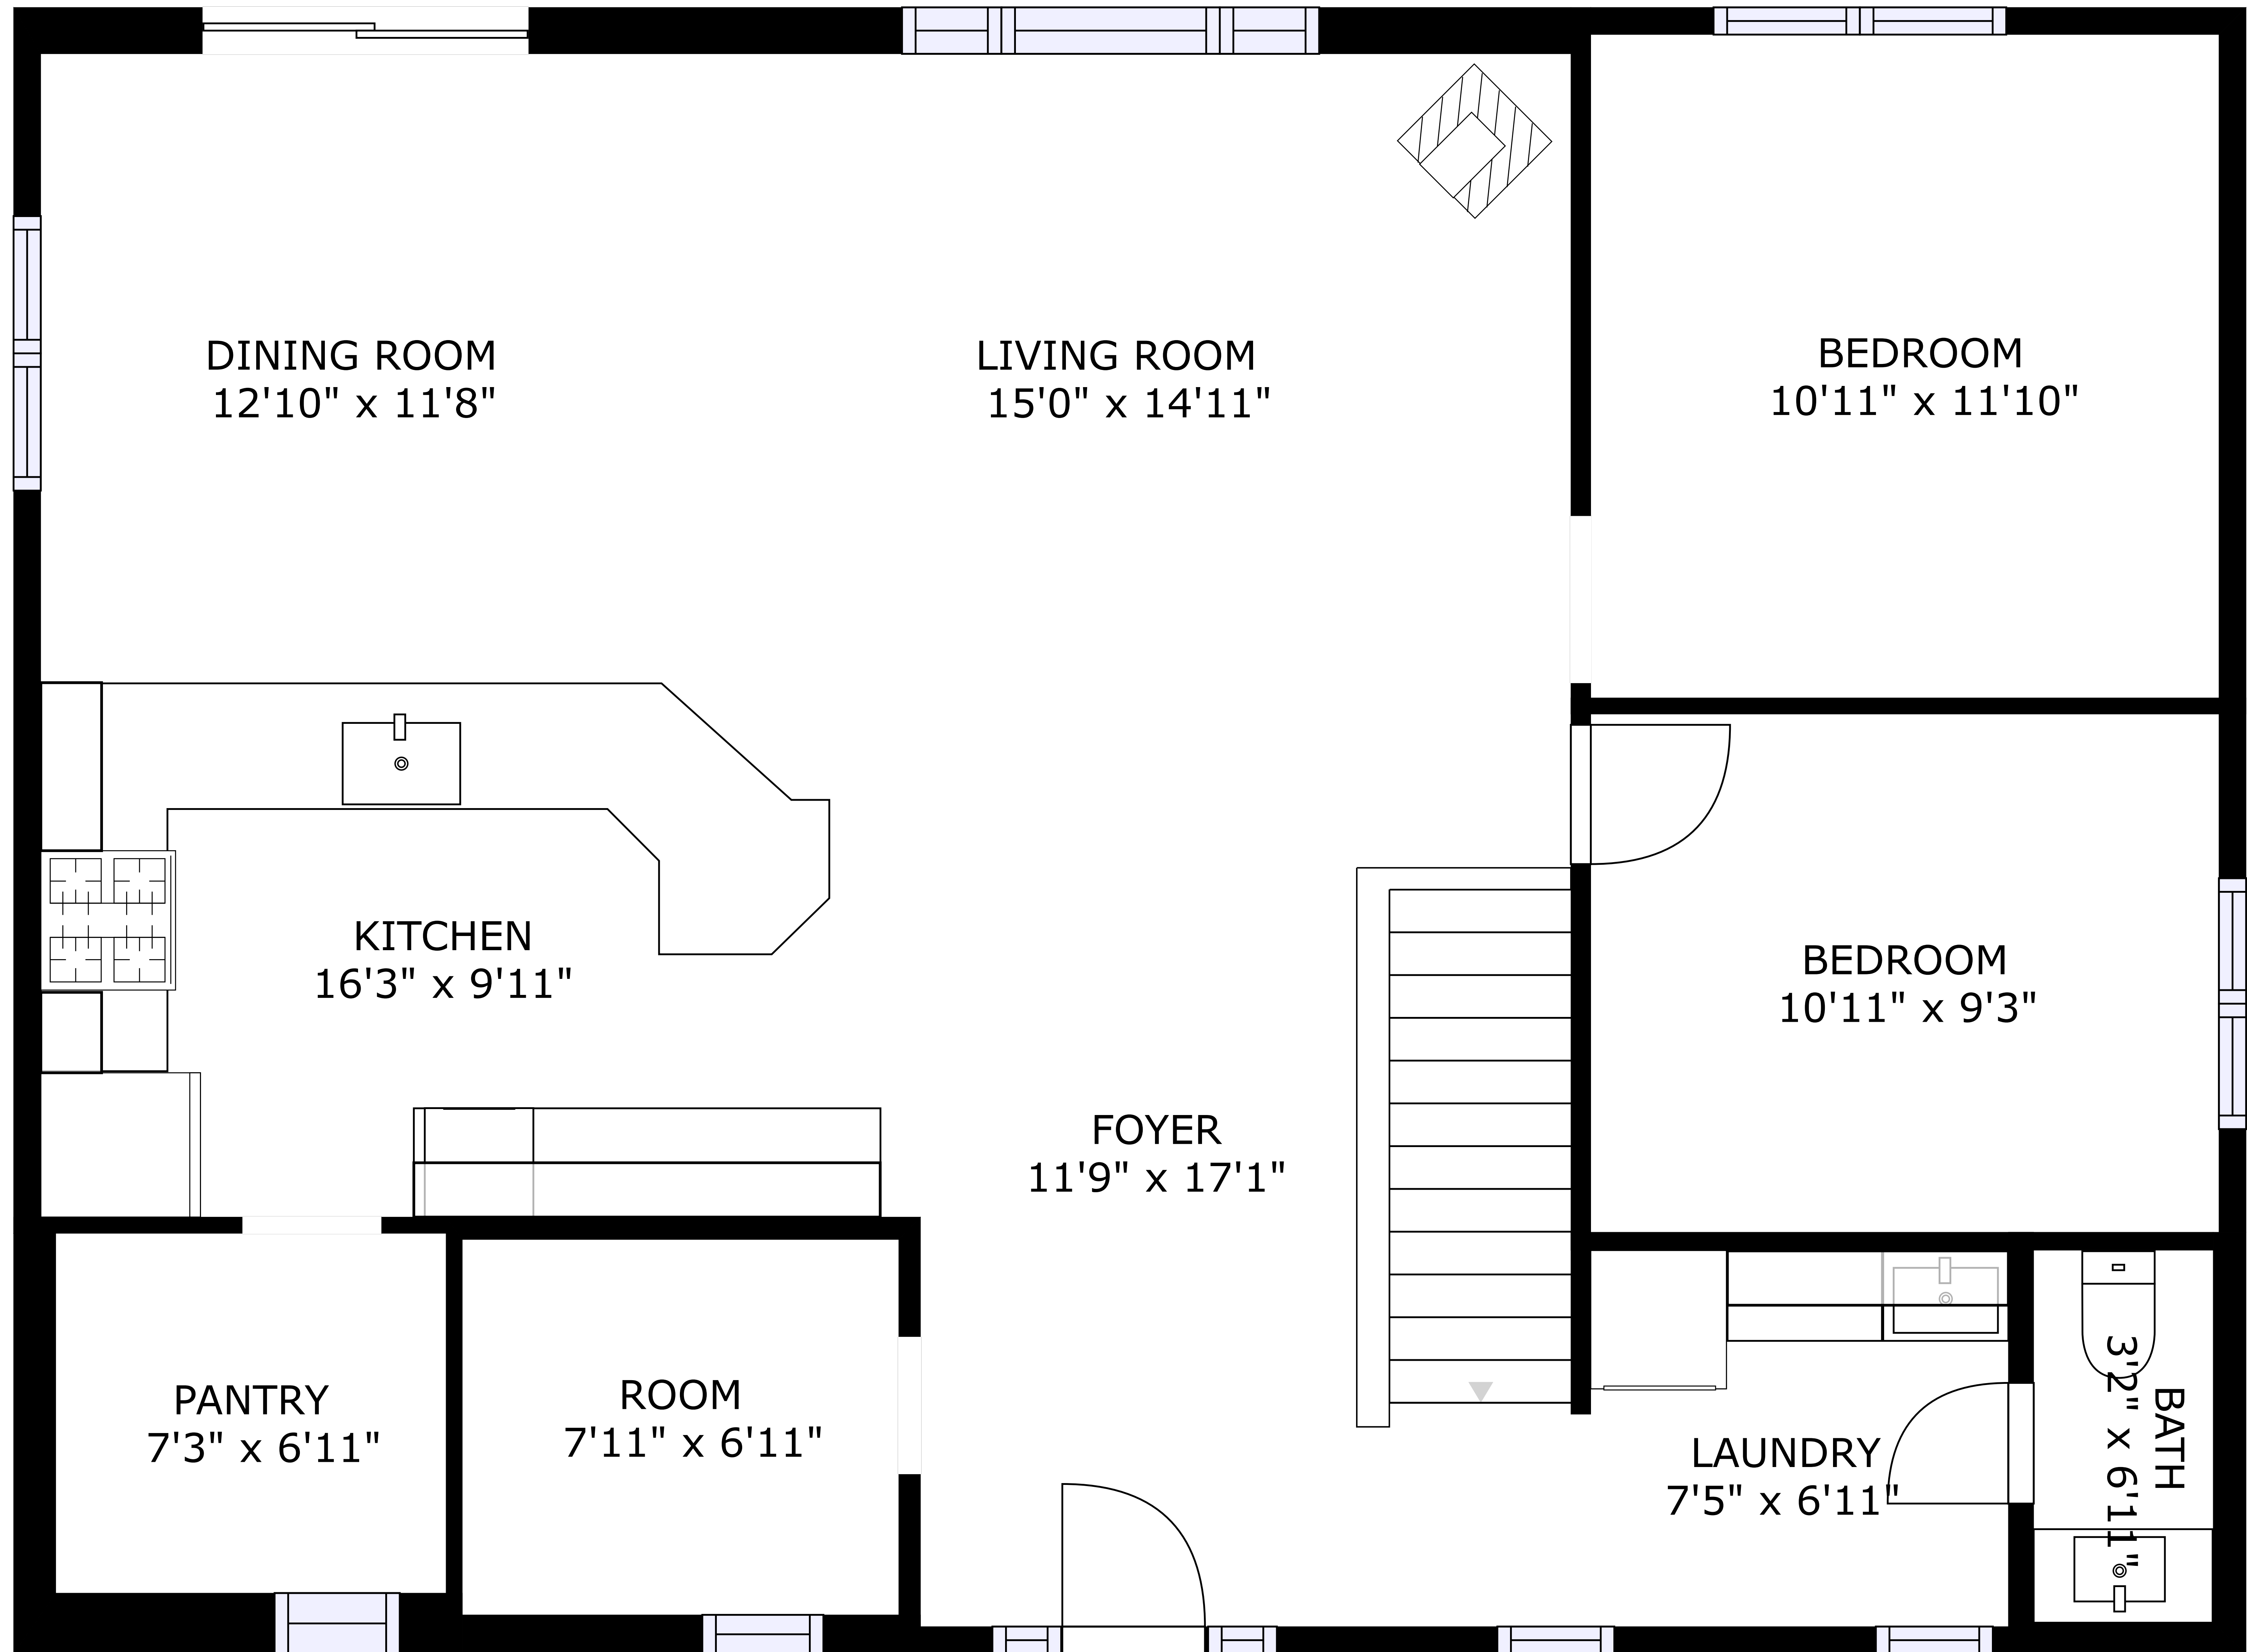 DINING ROOM
12'10" x 11'8"
LIVING ROOM
15'0" x 14'11"
BEDROOM
10'11" x 11'10"
KITCHEN
16'3" x 9'11"
BEDROOM
10'11" x 9'3"
FOYER
11'9" x 17'1"
PANTRY
7'3" x 6'11"
ROOM
7'11" x 6'11"
LAUNDRY
7'5" x 6'11"
BATH
3'2" x 6'11"